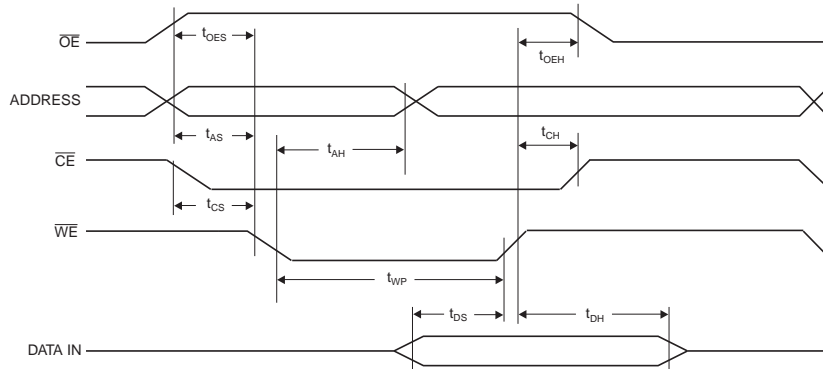 OE
tOES
tOEH
ADDRESS
tAS
tAH
tCH
CE
tCS
WE
tWP
tDS
tDH
DATA IN